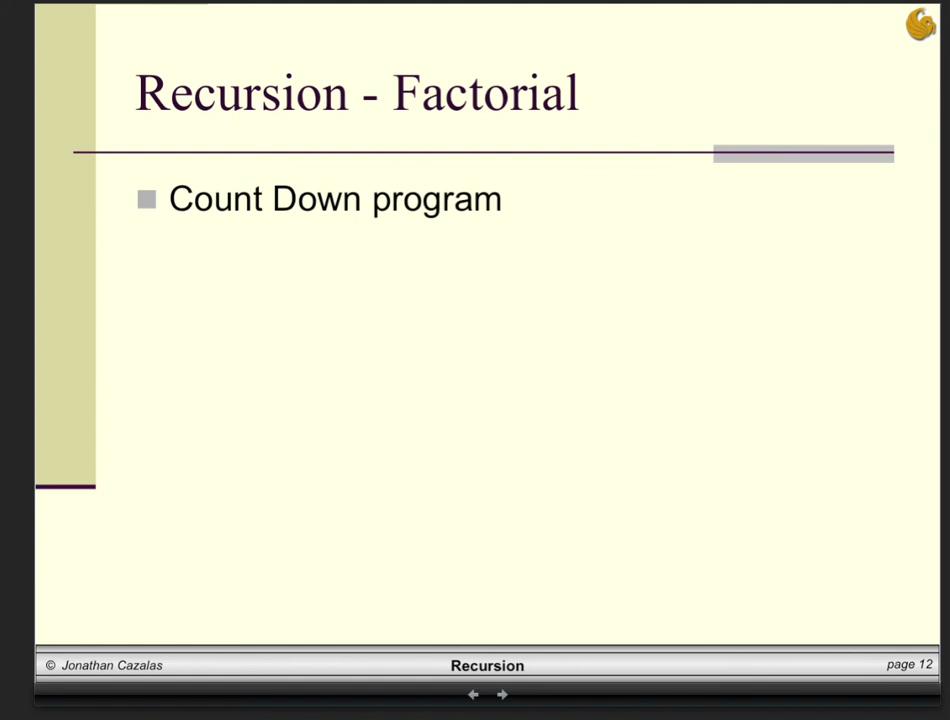 Recursion - Factorial
Count Down program
© Jonathan Cazalas
Recursion
page 12